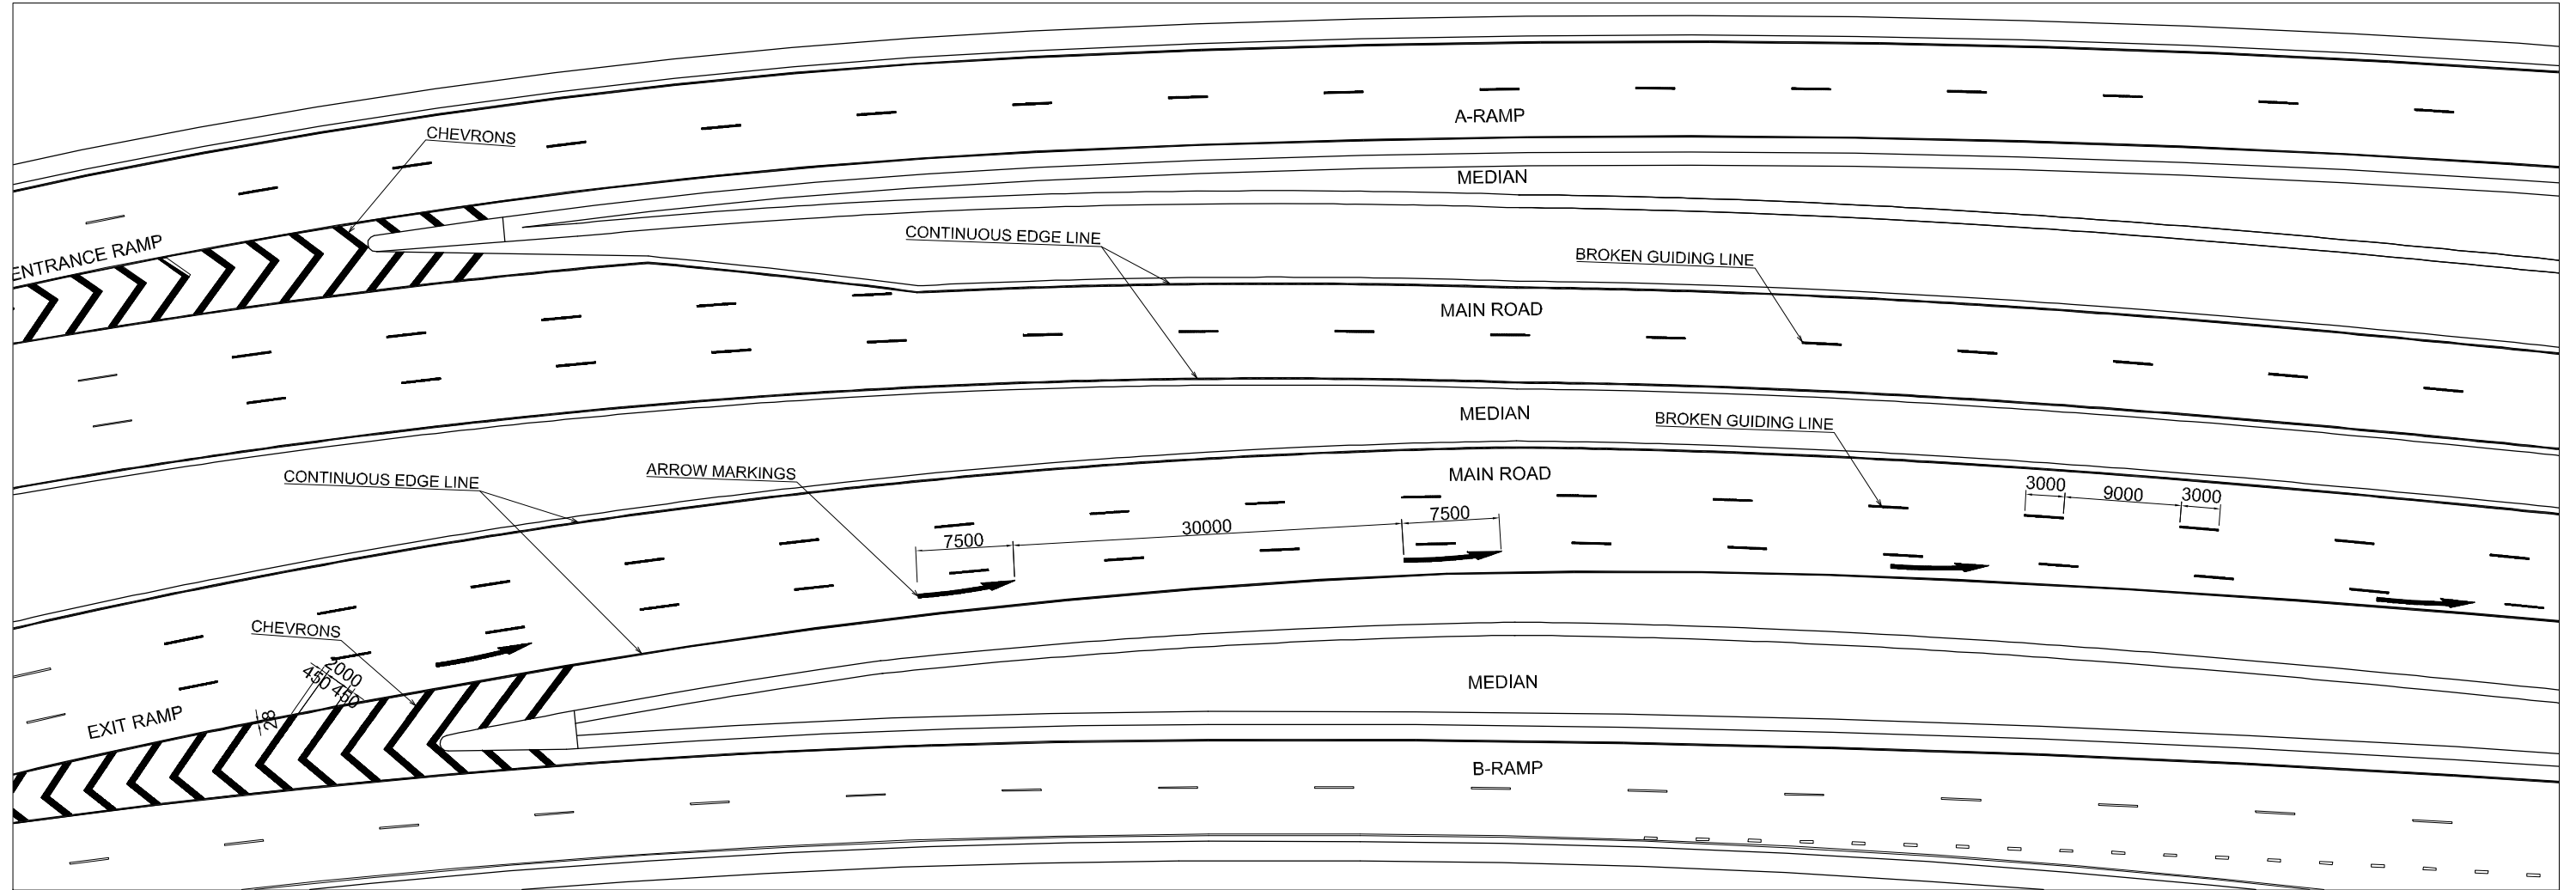 A-RAMP
CHEVRONS
MEDIAN
ENTRANCE RAMP
CONTINUOUS EDGE LINE
BROKEN GUIDING LINE
MAIN ROAD
MEDIAN
BROKEN GUIDING LINE
CONTINUOUS EDGE LINE
ARROW MARKINGS
MAIN ROAD
3000
9000
3000
7500
30000
7500
CHEVRONS
2000
450
450
28
EXIT RAMP
MEDIAN
B-RAMP